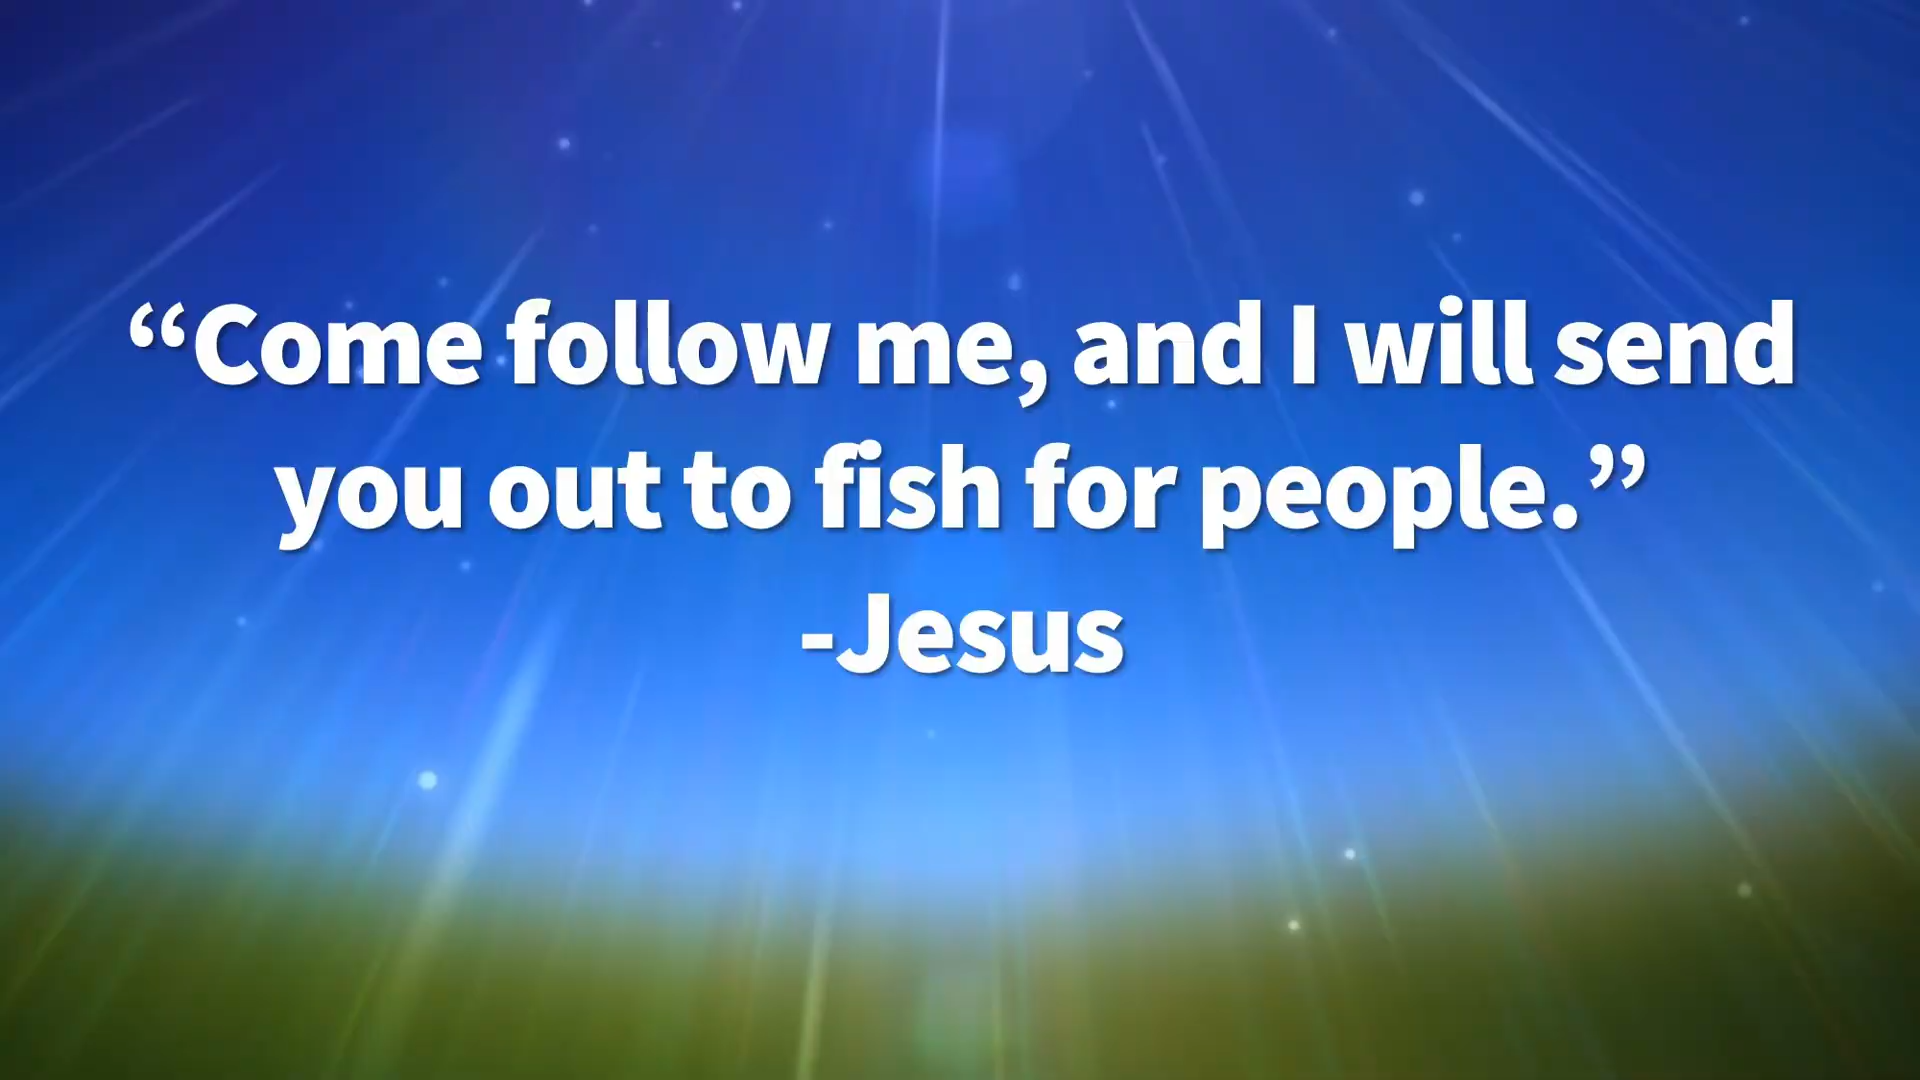 “Come follow me, and I will send
you out to fish for people.”
-Jesus